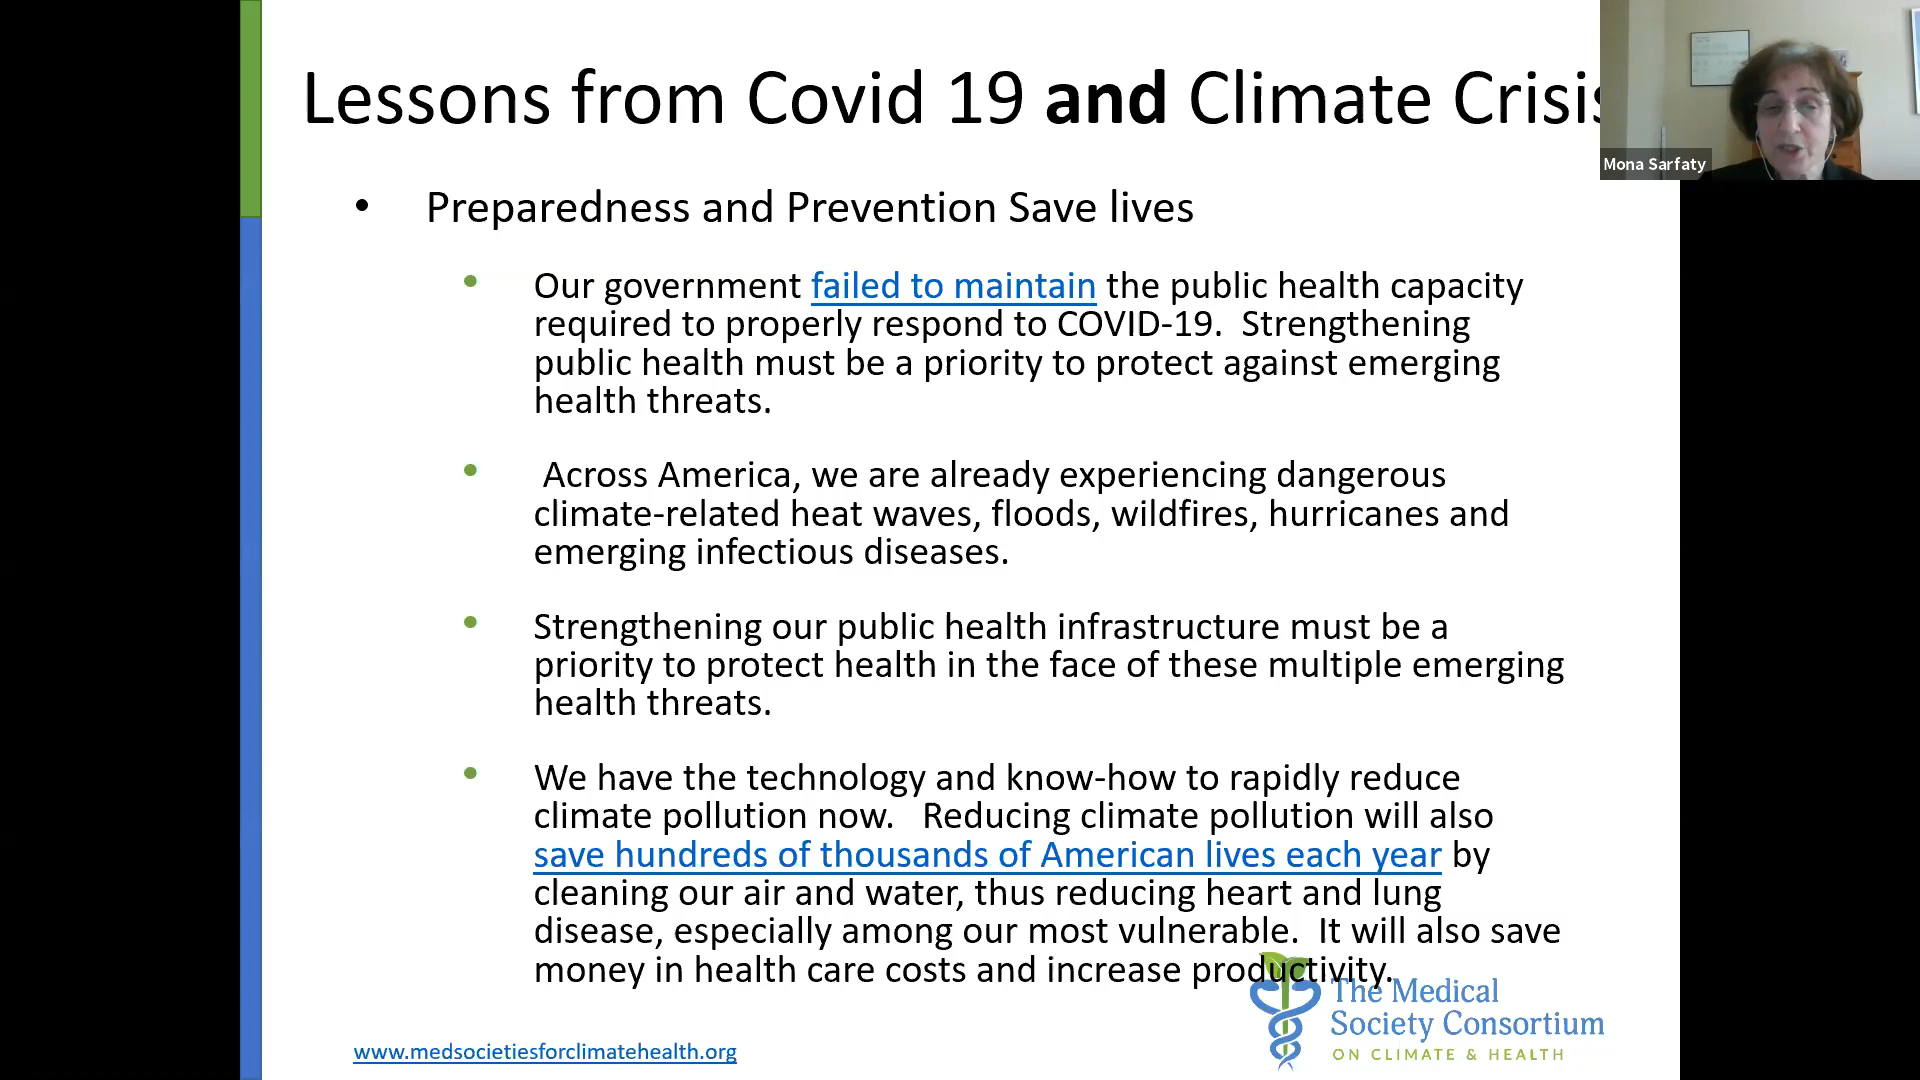 Lessons from Covid 19 and Climate Crisis
Mona Sarfaty
• Preparedness and Prevention Save lives
• Our government failed to maintain the public health capacity
required to properly respond to COVID-19. Strengthening
public health must be a priority to protect against emerging
health threats.
• Across America, we are already experiencing dangerous
climate-related heat waves, floods, wildfires, hurricanes and
emerging infectious diseases.
• Strengthening our public health infrastructure must be a
priority to protect health in the face of these multiple emerging
health threats.
• We have the technology and know-how to rapidly reduce
climate pollution now. Reducing climate pollution will also
save hundreds of thousands of American lives each year by
cleaning our air and water, thus reducing heart and lung
disease, especially among our most vulnerable. It will also save
money in health care costs and increase productivity.
The Medical
Society Consortium
ON CLIMATE & HEALTH
www.medsocietiesforclimatehealth.org